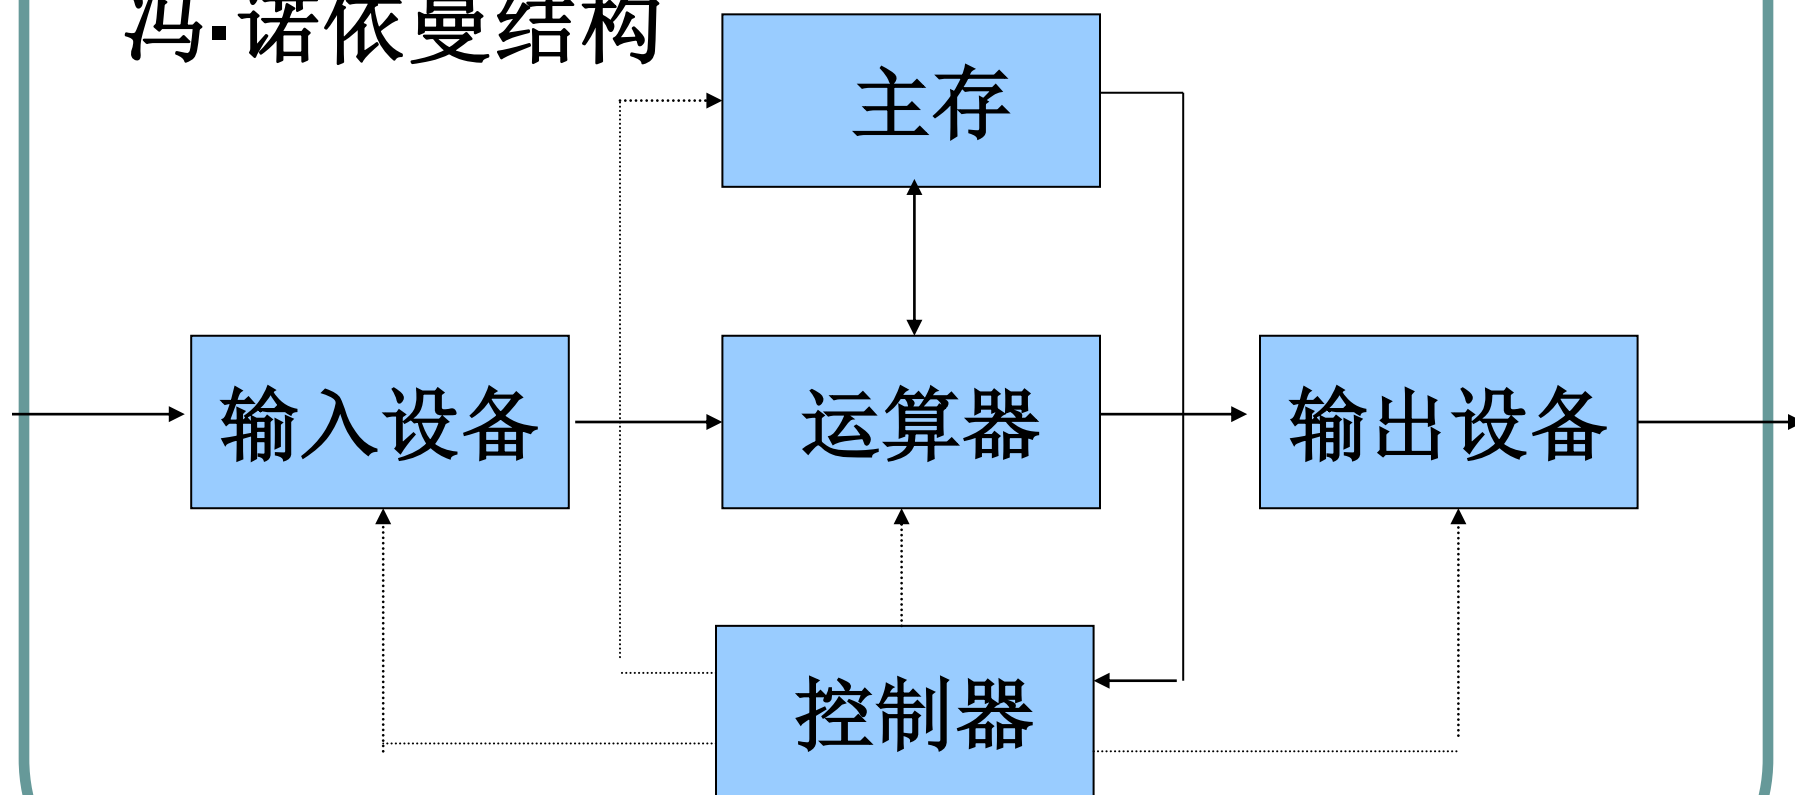 冯·诺依曼结构
主存
输入设备
运算器
输出设备
控制器